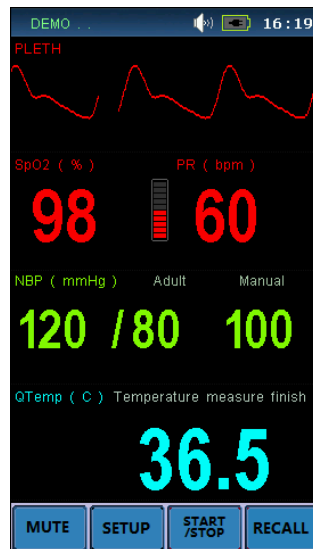 DEMO . . 16:19
PLETH
SpO2 ( % ) PR ( bpm )
98 60
NBP ( mmHg ) Adult Manual
120 / 80 100
QTemp ( C ) Temperature measure finish
36.5
MUTE SETUP START /STOP RECALL